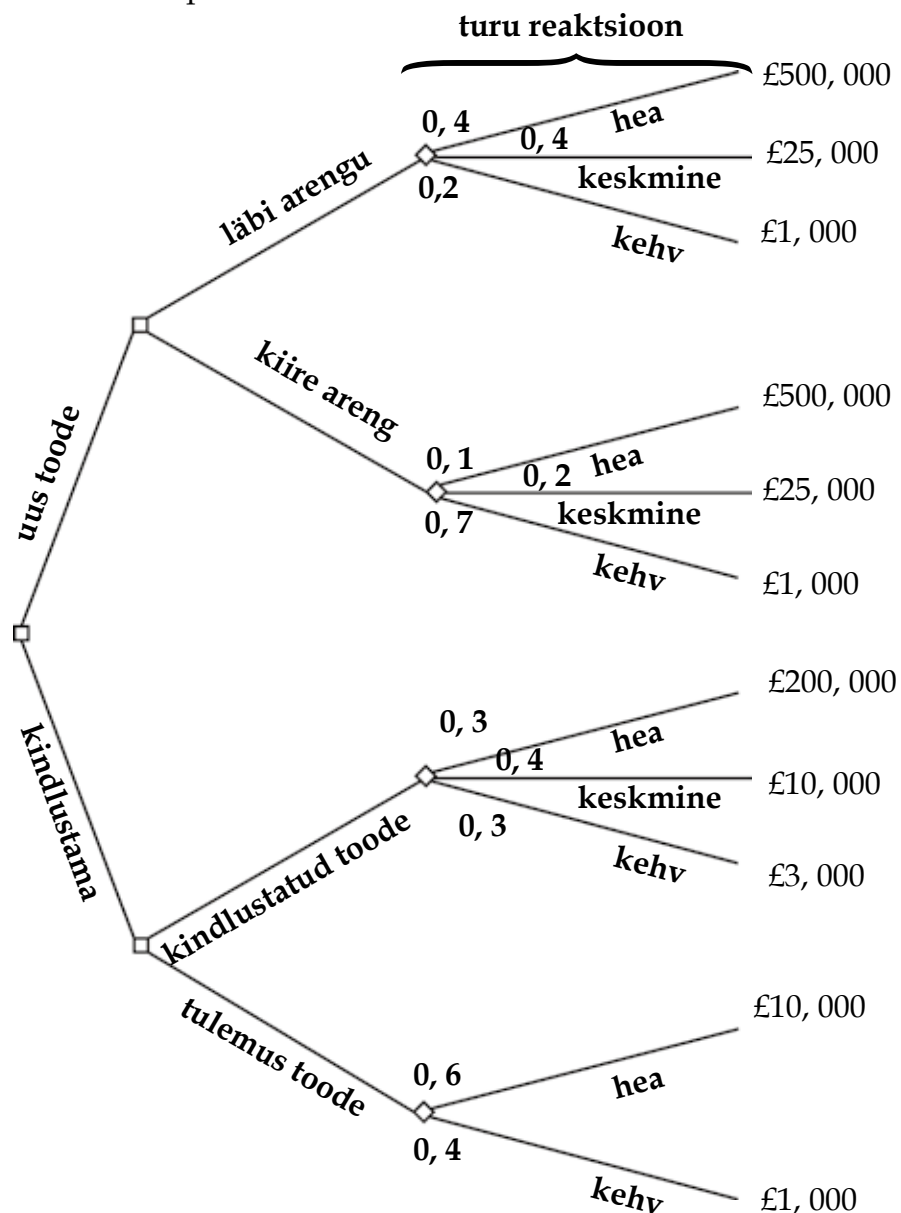 turu reaktsioon
£500, 000
0, 4
hea
0, 4
£25, 000
keskmine
0,2
kehv
£1, 000
läbi arengu
kiire areng
£500, 000
0, 1
hea
0, 2
£25, 000
keskmine
0, 7
kehv
£1, 000
uus toode
kindlustama
£200, 000
0, 3
hea
0, 4
£10, 000
keskmine
0, 3
kehv
£3, 000
kindlustatud toode
tulemus toode
£10, 000
0, 6
hea
0, 4
kehv
£1, 000